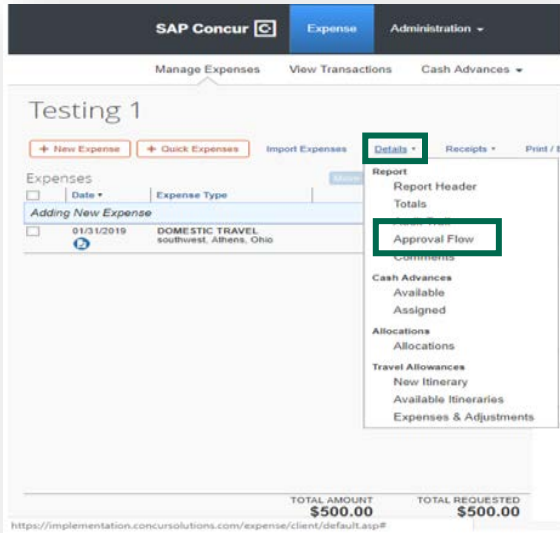 SAP Concur C Expense Administration
Manage Expenses View Transactions Cash Advances
Testing 1
+ New Expense + Quick Expenses Import Expenses Details Receipts Print /
Expenses
Date Expense Type
Adding New Expense
01/31/2019 DOMESTIC TRAVEL
southwest, Athens, Ohio
Report
Report Header
Totals
Approval Flow
Comments
Cash Advances
Available
Assigned
Allocations
Allocations
Travel Allowances
New Itinerary
Available Itineraries
Expenses & Adjustments
TOTAL AMOUNT TOTAL REQUESTED
$500.00 $500.00
https://implementation.concursolutions.com/expense/client/default.asp#